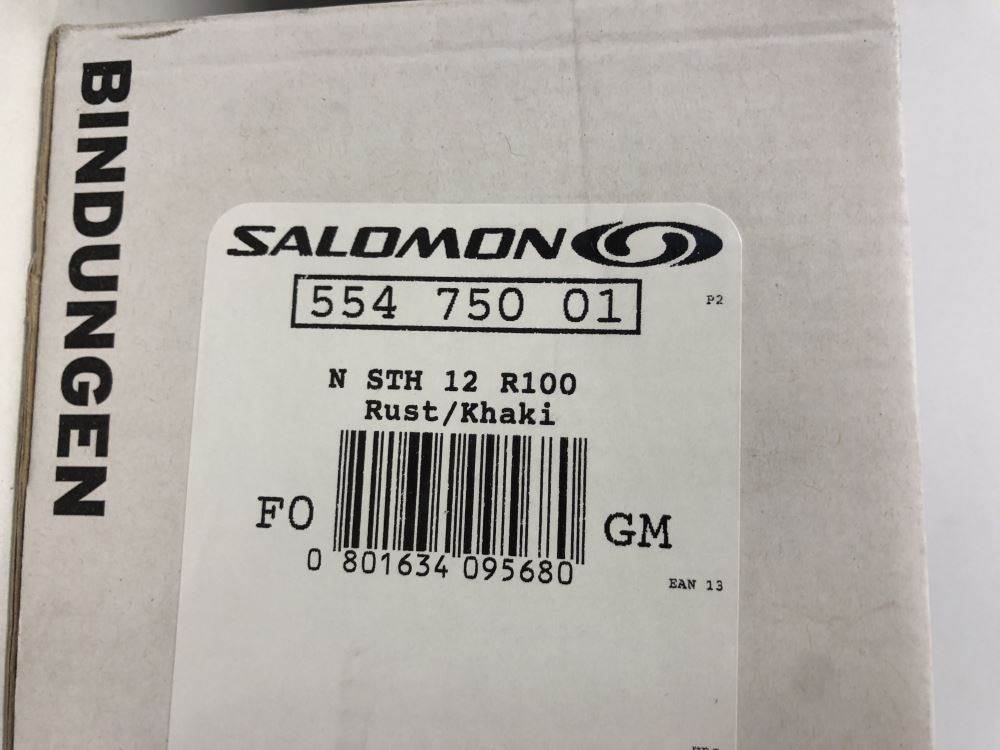 BINDUNGEN
SALOMON
554 750 01
P2
N STH 12 R100
Rust/Khaki
FO
GM
0 801634 095680
EAN 13